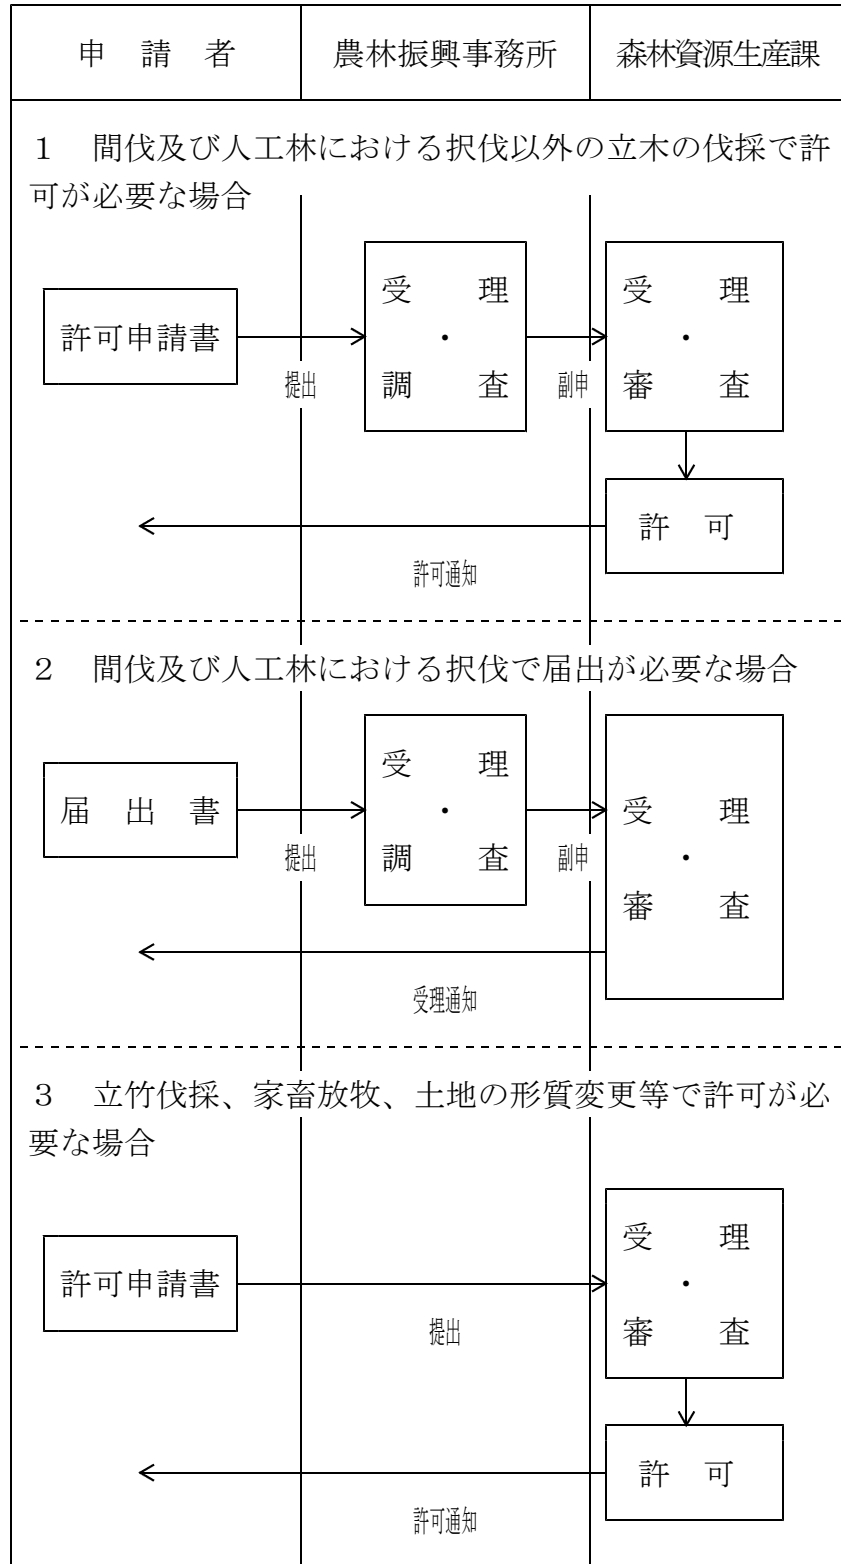 申　請　者
農林振興事務所
森林資源生産課
１　間伐及び人工林における択伐以外の立木の伐採で許
可が必要な場合
許可申請書
提出
受　理
・
調　査
副申
受　理
・
審　査
許　可
許可通知
２　間伐及び人工林における択伐で届出が必要な場合
届　出　書
提出
受　理
・
調　査
副申
受　理
・
審　査
受理通知
３　立竹伐採、家畜放牧、土地の形質変更等で許可が必
要な場合
許可申請書
提出
受　理
・
審　査
許　可
許可通知